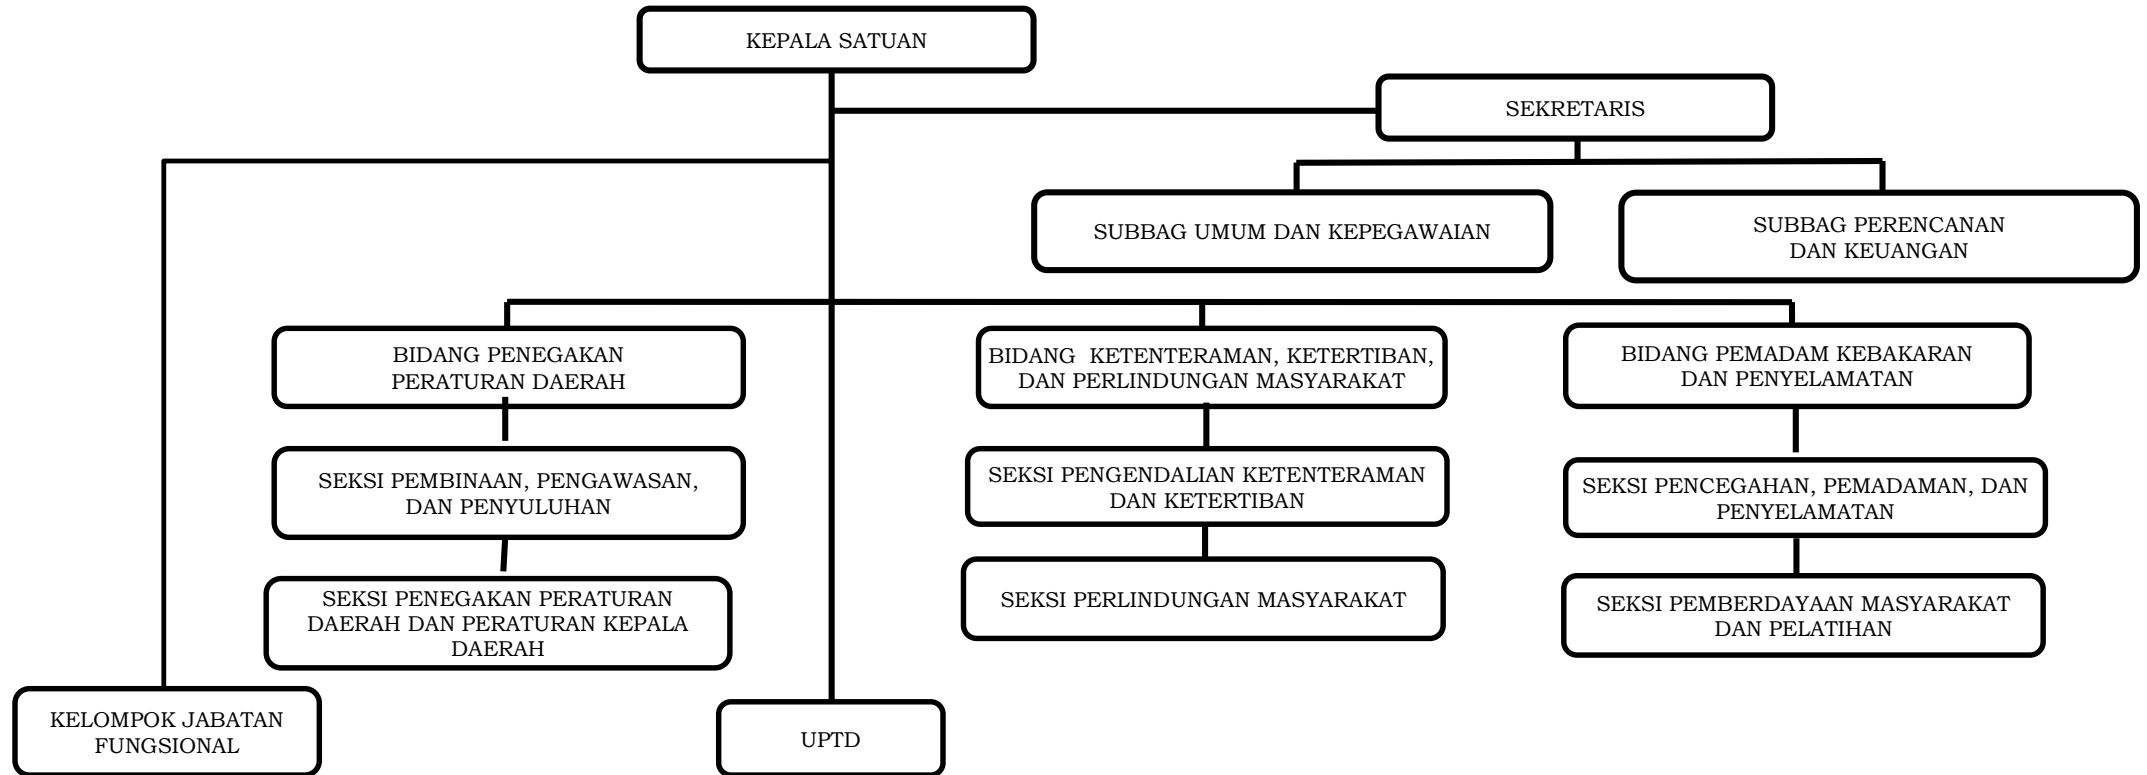 KEPALA SATUAN
SEKRETARIS
SUBBAG UMUM DAN KEPEGAWAIAN
SUBBAG PERENCANAN
DAN KEUANGAN
BIDANG PENEGAKAN
PERATURAN DAERAH
BIDANG KETENTERAMAN, KETERTIBAN,
DAN PERLINDUNGAN MASYARAKAT
BIDANG PEMADAM KEBAKARAN
DAN PENYELAMATAN
SEKSI PEMBINAAN, PENGAWASAN,
DAN PENYULUHAN
SEKSI PENGENDALIAN KETENTERAMAN
DAN KETERTIBAN
SEKSI PENCEGAHAN, PEMADAMAN, DAN
PENYELAMATAN
SEKSI PENEGAKAN PERATURAN
DAERAH DAN PERATURAN KEPALA
DAERAH
SEKSI PERLINDUNGAN MASYARAKAT
SEKSI PEMBERDAYAAN MASYARAKAT
DAN PELATIHAN
KELOMPOK JABATAN
FUNGSIONAL
UPTD